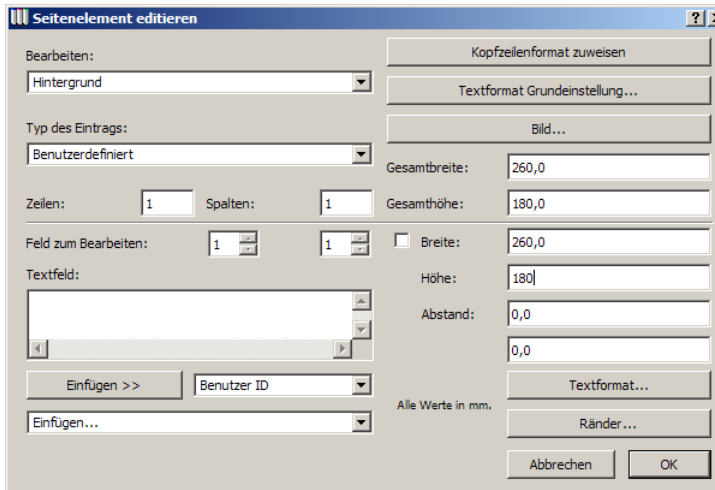 Seitenelement editieren
Bearbeiten:
Hintergrund
Kopfzeilenformat zuweisen
Textformat Grundeinstellung...
Typ des Eintrags:
Benutzerdefiniert
Bild...
Gesamtbreite: 260,0
Zeilen: 1 Spalten: 1 Gesamthöhe: 180,0
Feld zum Bearbeiten: 1 1 Breite: 260,0
Textfeld:
Höhe: 180
Abstand: 0,0
0,0
Einfügen >> Benutzer ID
Textformat...
Alle Werte in mm.
Einfügen...
Ränder...
Abbrechen OK